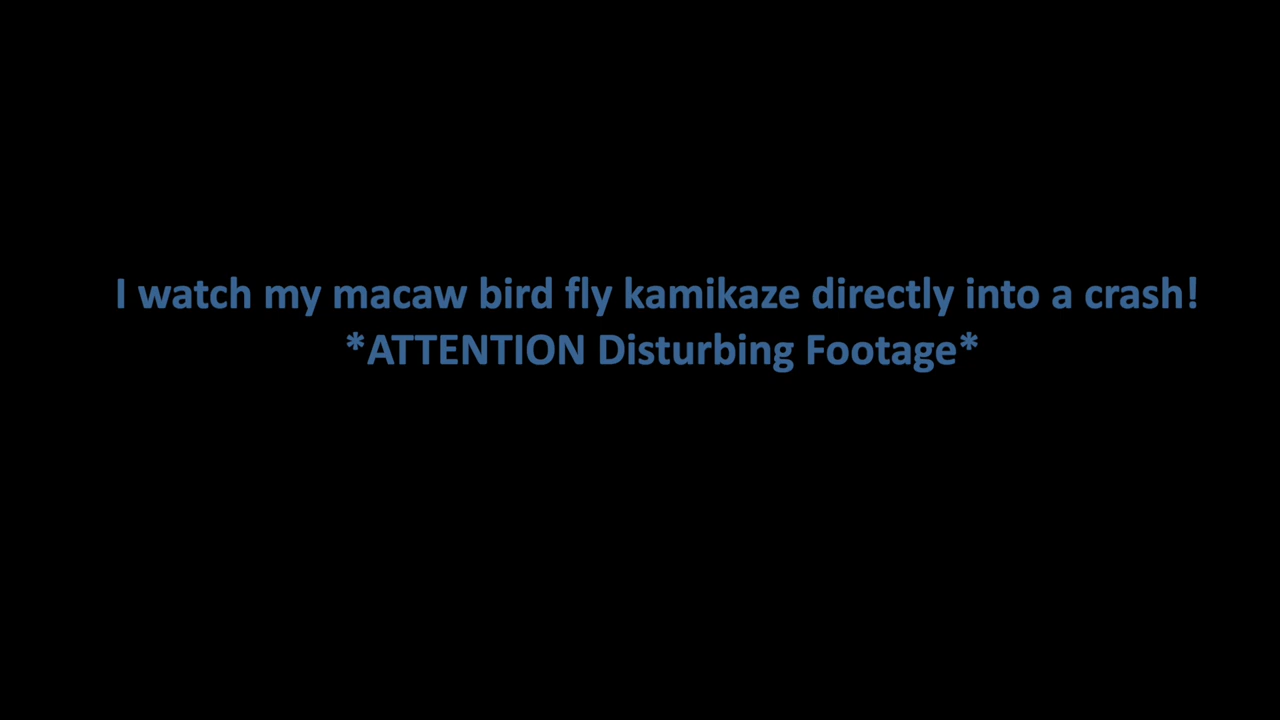 I watch my macaw bird fly kamikaze directly into a crash!
*ATTENTION Disturbing Footage*